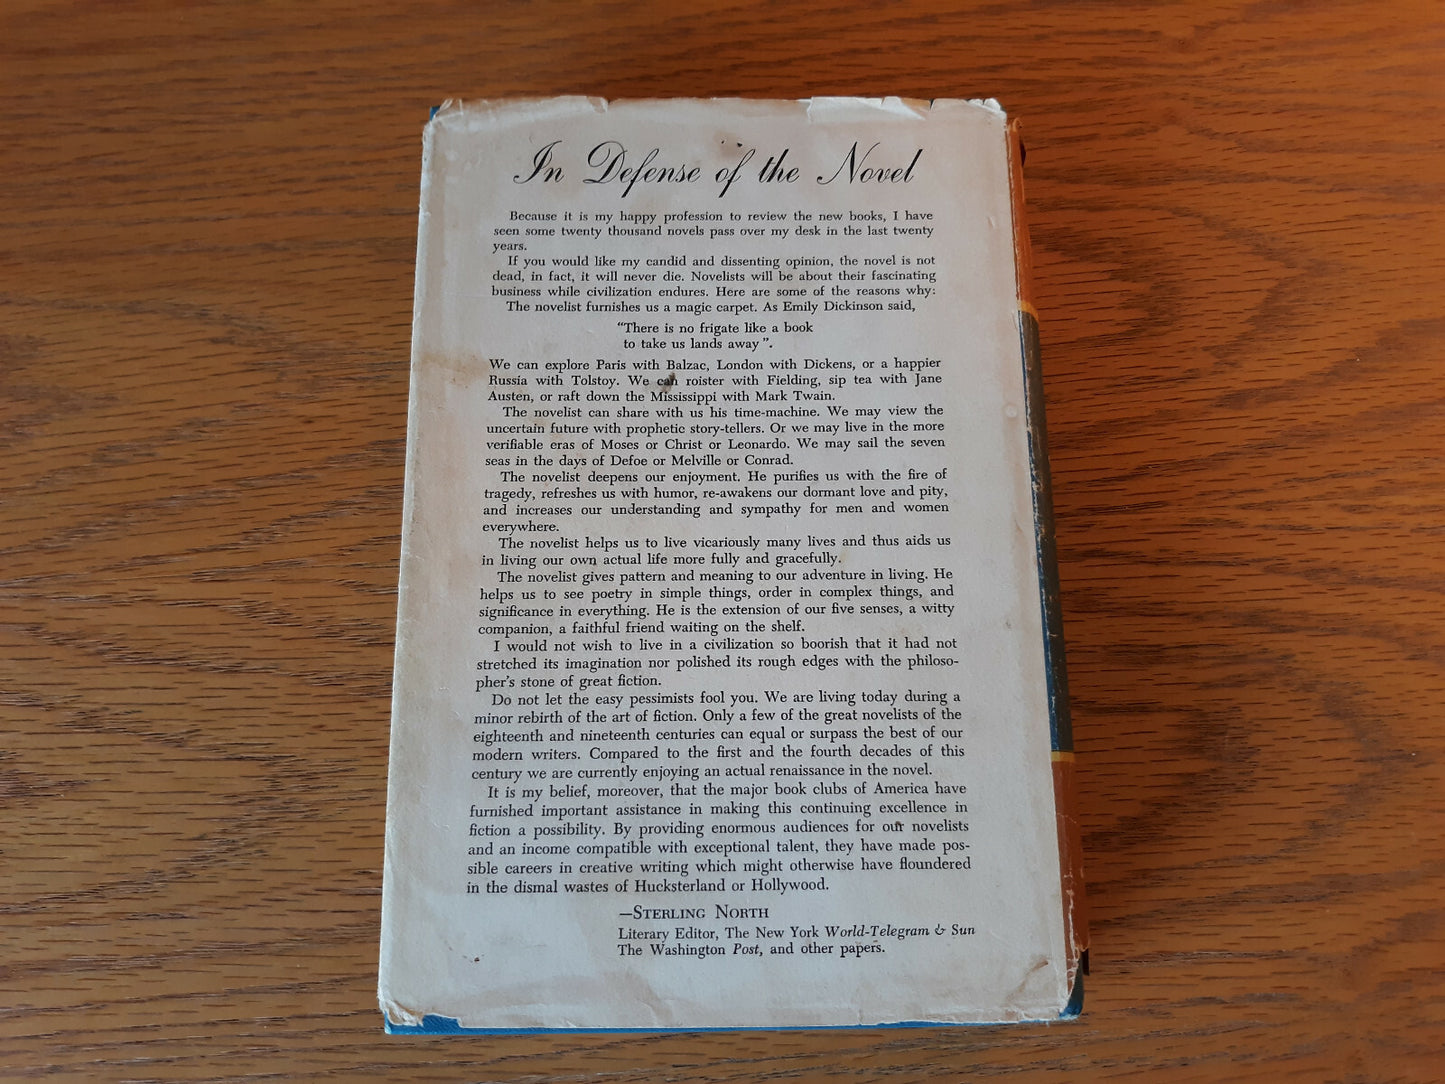 In Defense of the Novel
Because it is my happy profession to review the new books, I have
seen some twenty thousand novels pass over my desk in the last twenty
years.
If you would like my candid and dissenting opinion, the novel is not
dead, in fact, it will never die. Novelists will be about their fascinating
business while civilization endures. Here are some of the reasons why:
The novelist furnishes us a magic carpet. As Emily Dickinson said,
"There is no frigate like a book
to take us lands away".
We can explore Paris with Balzac, London with Dickens, or a happier
Russia with Tolstoy. We can roister with Fielding, sip tea with Jane
Austen, or raft down the Mississippi with Mark Twain.
The novelist can share with us his time-machine. We may view the
uncertain future with prophetic story-tellers. Or we may live in the more
verifiable eras of Moses or Christ or Leonardo. We may sail the seven
seas in the days of Defoe or Melville or Conrad.
The novelist deepens our enjoyment. He purifies us with the fire of
tragedy, refreshes us with humor, re-awakens our dormant love and pity,
and increases our understanding and sympathy for men and women
everywhere.
The novelist helps us to live vicariously many lives and thus aids us
in living our own actual life more fully and gracefully.
The novelist gives pattern and meaning to our adventure in living. He
helps us to see poetry in simple things, order in complex things, and
significance in everything. He is the extension of our five senses, a witty
companion, a faithful friend waiting on the shelf.
I would not wish to live in a civilization so boorish that it had not
stretched its imagination nor polished its rough edges with the philoso-
pher's stone of great fiction.
Do not let the easy pessimists fool you. We are living today during a
minor rebirth of the art of fiction. Only a few of the great novelists of the
eighteenth and nineteenth centuries can equal or surpass the best of our
modern writers. Compared to the first and the fourth decades of this
century we are currently enjoying an actual renaissance in the novel.
It is my belief, moreover, that the major book clubs of America have
furnished important assistance in making this continuing excellence in
fiction a possibility. By providing enormous audiences for our novelists
and an income compatible with exceptional talent, they have made pos-
sible careers in creative writing which might otherwise have floundered
in the dismal wastes of Hucksterland or Hollywood.
—STERLING NORTH
Literary Editor, The New York World-Telegram & Sun
The Washington Post, and other papers.